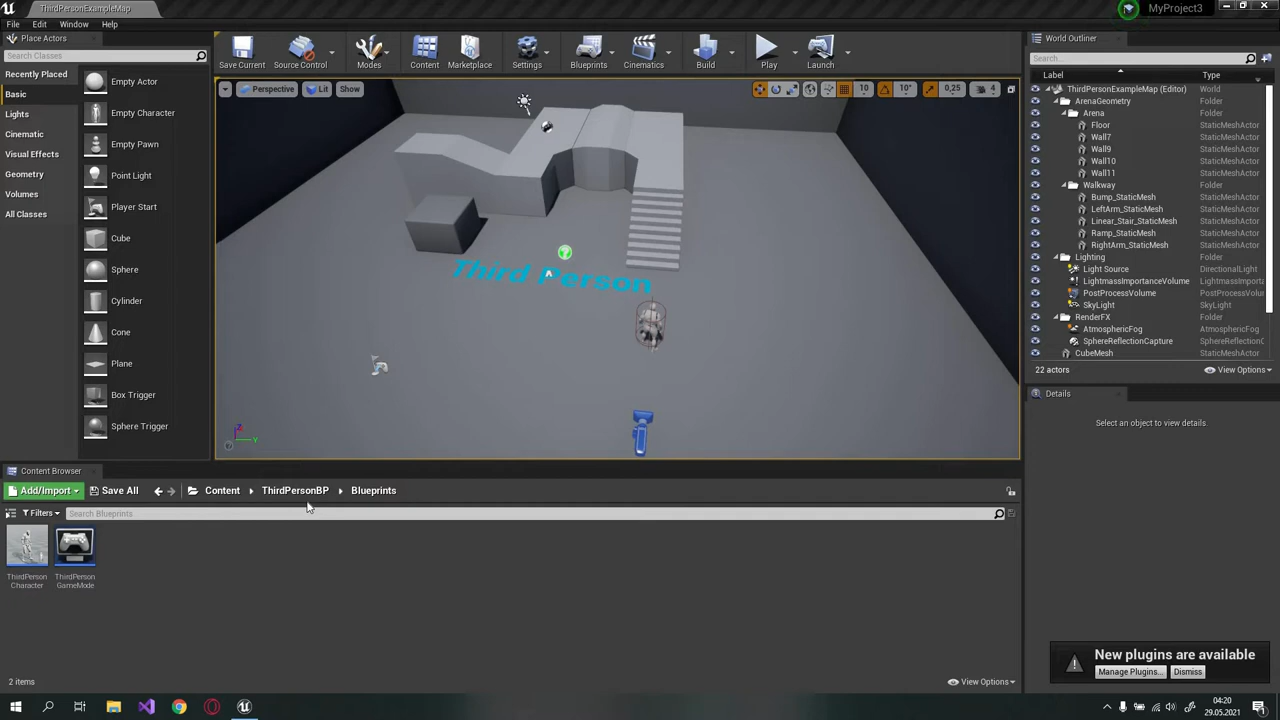 ThirdPersonExampleMap
MyProject3
File Edit Window Help
Place Actors
Search Classes
Recently Placed
Basic
Lights
Cinematic
Visual Effects
Geometry
Volumes
All Classes
Empty Actor
Empty Character
Empty Pawn
Point Light
Player Start
Cube
Sphere
Cylinder
Cone
Plane
Box Trigger
Sphere Trigger
Save Current
Source Control
Modes
Content
Marketplace
Settings
Blueprints
Cinematics
Build
Play
Launch
Perspective Lit Show
10 10° 0,25 4
Third Person
Z
Y
World Outliner
Search...
Label Type
ThirdPersonExampleMap (Editor) World
ArenaGeometry Folder
Arena Folder
Floor StaticMeshActor
Wall7 StaticMeshActor
Wall9 StaticMeshActor
Wall10 StaticMeshActor
Wall11 StaticMeshActor
Walkway Folder
Bump_StaticMesh StaticMeshActor
LeftArm_StaticMesh StaticMeshActor
Linear_Stair_StaticMesh StaticMeshActor
Ramp_StaticMesh StaticMeshActor
RightArm_StaticMesh StaticMeshActor
Lighting Folder
Light Source DirectionalLight
LightmassImportanceVolume LightmassImportan
PostProcessVolume PostProcessVolu
SkyLight SkyLight
RenderFX Folder
AtmosphericFog AtmosphericFog
SphereReflectionCapture SphereReflectionC
CubeMesh StaticMeshActor
22 actors View Options
Details
Select an object to view details.
Content Browser
Add/Import Save All Content ThirdPersonBP Blueprints
Filters Search Blueprints
ThirdPerson
Character
ThirdPerson
GameMode
2 items View Options
New plugins are available
Manage Plugins... Dismiss
04:20
29.05.2021
1